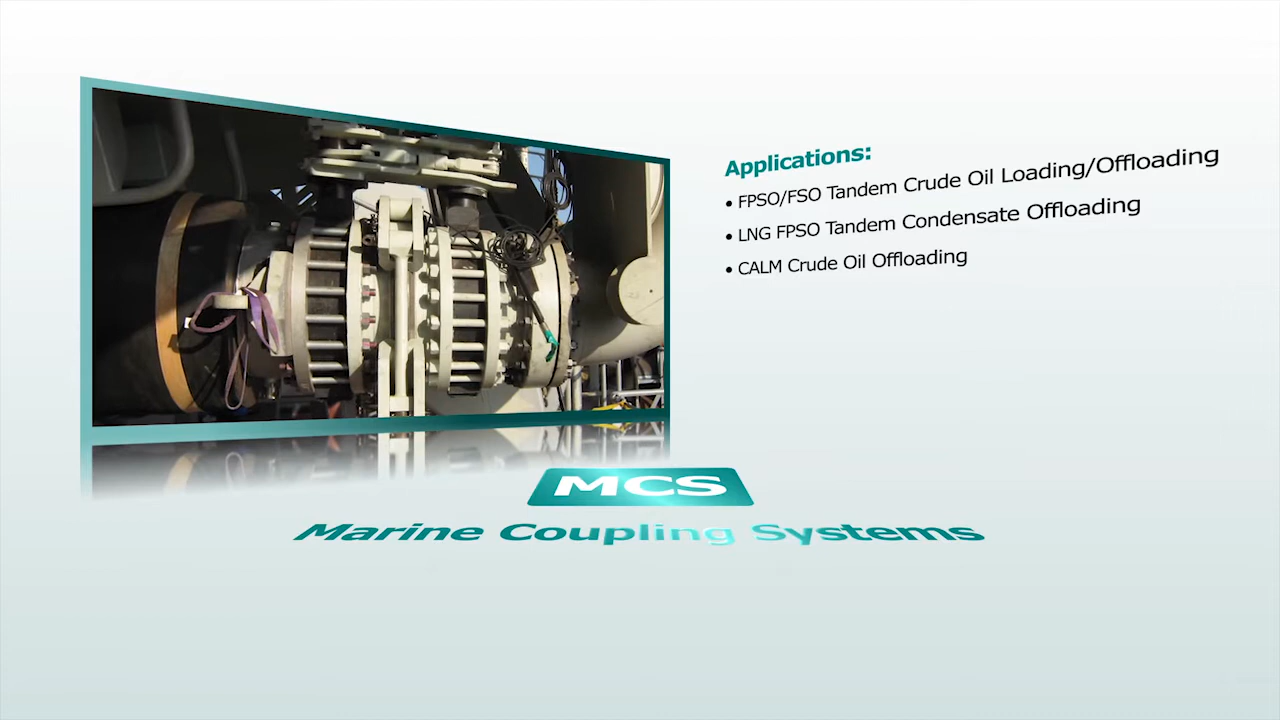 Applications:
• FPSO/FSO Tandem Crude Oil Loading/Offloading
• LNG FPSO Tandem Condensate Offloading
• CALM Crude Oil Offloading
MCS
Marine Coupling Systems